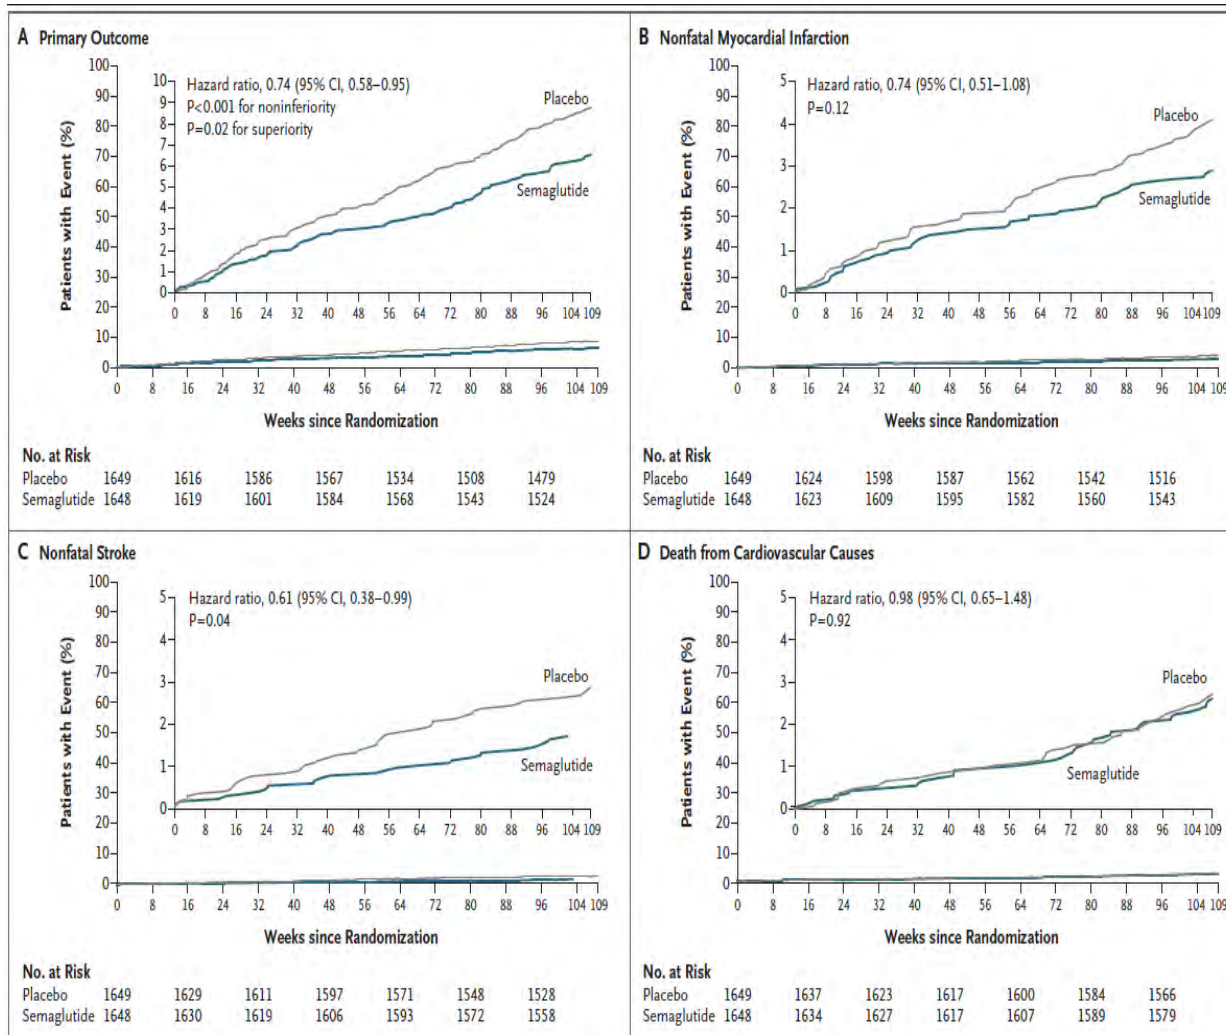 A Primary Outcome
100
90
80
70
60
50
40
30
20
10
0
Patients with Event (%)
10
9
8
7
6
5
4
3
2
1
0
Hazard ratio, 0.74 (95% CI, 0.58–0.95)
P<0.001 for noninferiority
P=0.02 for superiority
Placebo
Semaglutide
0 8 16 24 32 40 48 56 64 72 80 88 96 104 109
0 8 16 24 32 40 48 56 64 72 80 88 96 104 109
Weeks since Randomization
No. at Risk
Placebo 1649 1616 1586 1567 1534 1508 1479
Semaglutide 1648 1619 1601 1584 1568 1543 1524
B Nonfatal Myocardial Infarction
100
90
80
70
60
50
40
30
20
10
0
Patients with Event (%)
5
4
3
2
1
0
Hazard ratio, 0.74 (95% CI, 0.51–1.08)
P=0.12
Placebo
Semaglutide
0 8 16 24 32 40 48 56 64 72 80 88 96 104 109
0 8 16 24 32 40 48 56 64 72 80 88 96 104 109
Weeks since Randomization
No. at Risk
Placebo 1649 1624 1598 1587 1562 1542 1516
Semaglutide 1648 1623 1609 1595 1582 1560 1543
C Nonfatal Stroke
100
90
80
70
60
50
40
30
20
10
0
Patients with Event (%)
5
4
3
2
1
0
Hazard ratio, 0.61 (95% CI, 0.38–0.99)
P=0.04
Placebo
Semaglutide
0 8 16 24 32 40 48 56 64 72 80 88 96 104 109
0 8 16 24 32 40 48 56 64 72 80 88 96 104 109
Weeks since Randomization
No. at Risk
Placebo 1649 1629 1611 1597 1571 1548 1528
Semaglutide 1648 1630 1619 1606 1593 1572 1558
D Death from Cardiovascular Causes
100
90
80
70
60
50
40
30
20
10
0
Patients with Event (%)
5
4
3
2
1
0
Hazard ratio, 0.98 (95% CI, 0.65–1.48)
P=0.92
Placebo
Semaglutide
0 8 16 24 32 40 48 56 64 72 80 88 96 104 109
0 8 16 24 32 40 48 56 64 72 80 88 96 104 109
Weeks since Randomization
No. at Risk
Placebo 1649 1637 1623 1617 1600 1584 1566
Semaglutide 1648 1634 1627 1617 1607 1589 1579